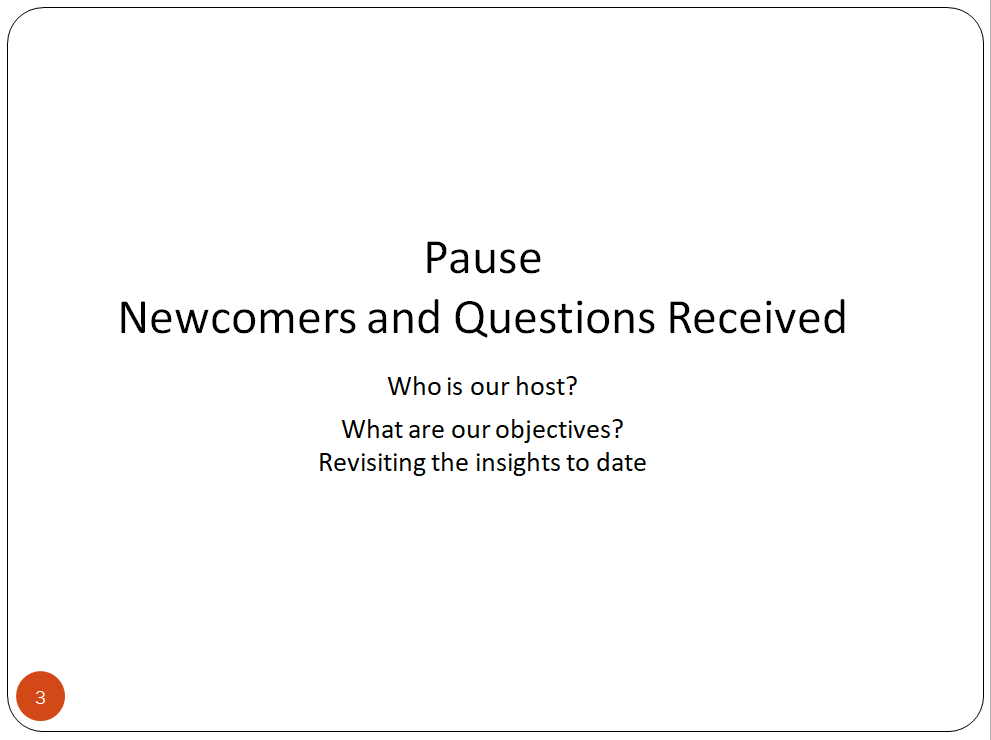 Pause
Newcomers and Questions Received
Who is our host?
What are our objectives?
Revisiting the insights to date
3